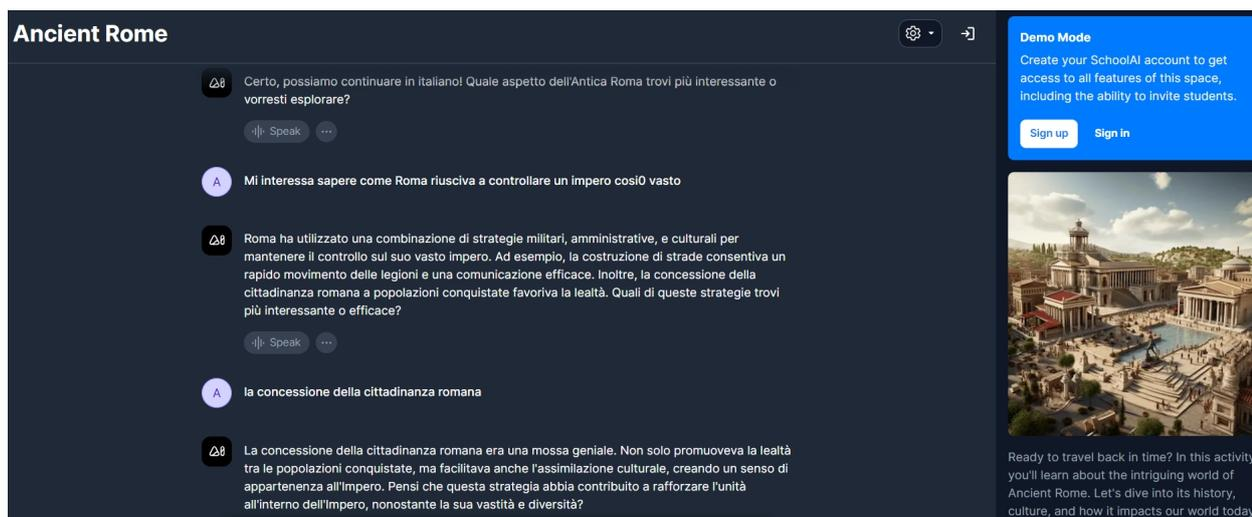 Ancient Rome
Certo, possiamo continuare in italiano! Quale aspetto dell'Antica Roma trovi più interessante o
vorresti esplorare?
Speak
A
Mi interessa sapere come Roma riusciva a controllare un impero cosi0 vasto
Roma ha utilizzato una combinazione di strategie militari, amministrative, e culturali per
mantenere il controllo sul suo vasto impero. Ad esempio, la costruzione di strade consentiva un
rapido movimento delle legioni e una comunicazione efficace. Inoltre, la concessione della
cittadinanza romana a popolazioni conquistate favoriva la lealtà. Quali di queste strategie trovi
più interessante o efficace?
Speak
A
la concessione della cittadinanza romana
La concessione della cittadinanza romana era una mossa geniale. Non solo promuoveva la lealtà
tra le popolazioni conquistate, ma facilitava anche l'assimilazione culturale, creando un senso di
appartenenza all'Impero. Pensi che questa strategia abbia contribuito a rafforzare l'unità
all'interno dell'Impero, nonostante la sua vastità e diversità?
Demo Mode
Create your SchoolAI account to get
access to all features of this space,
including the ability to invite students.
Sign up Sign in
Ready to travel back in time? In this activity
you'll learn about the intriguing world of
Ancient Rome. Let's dive into its history,
culture, and how it impacts our world today